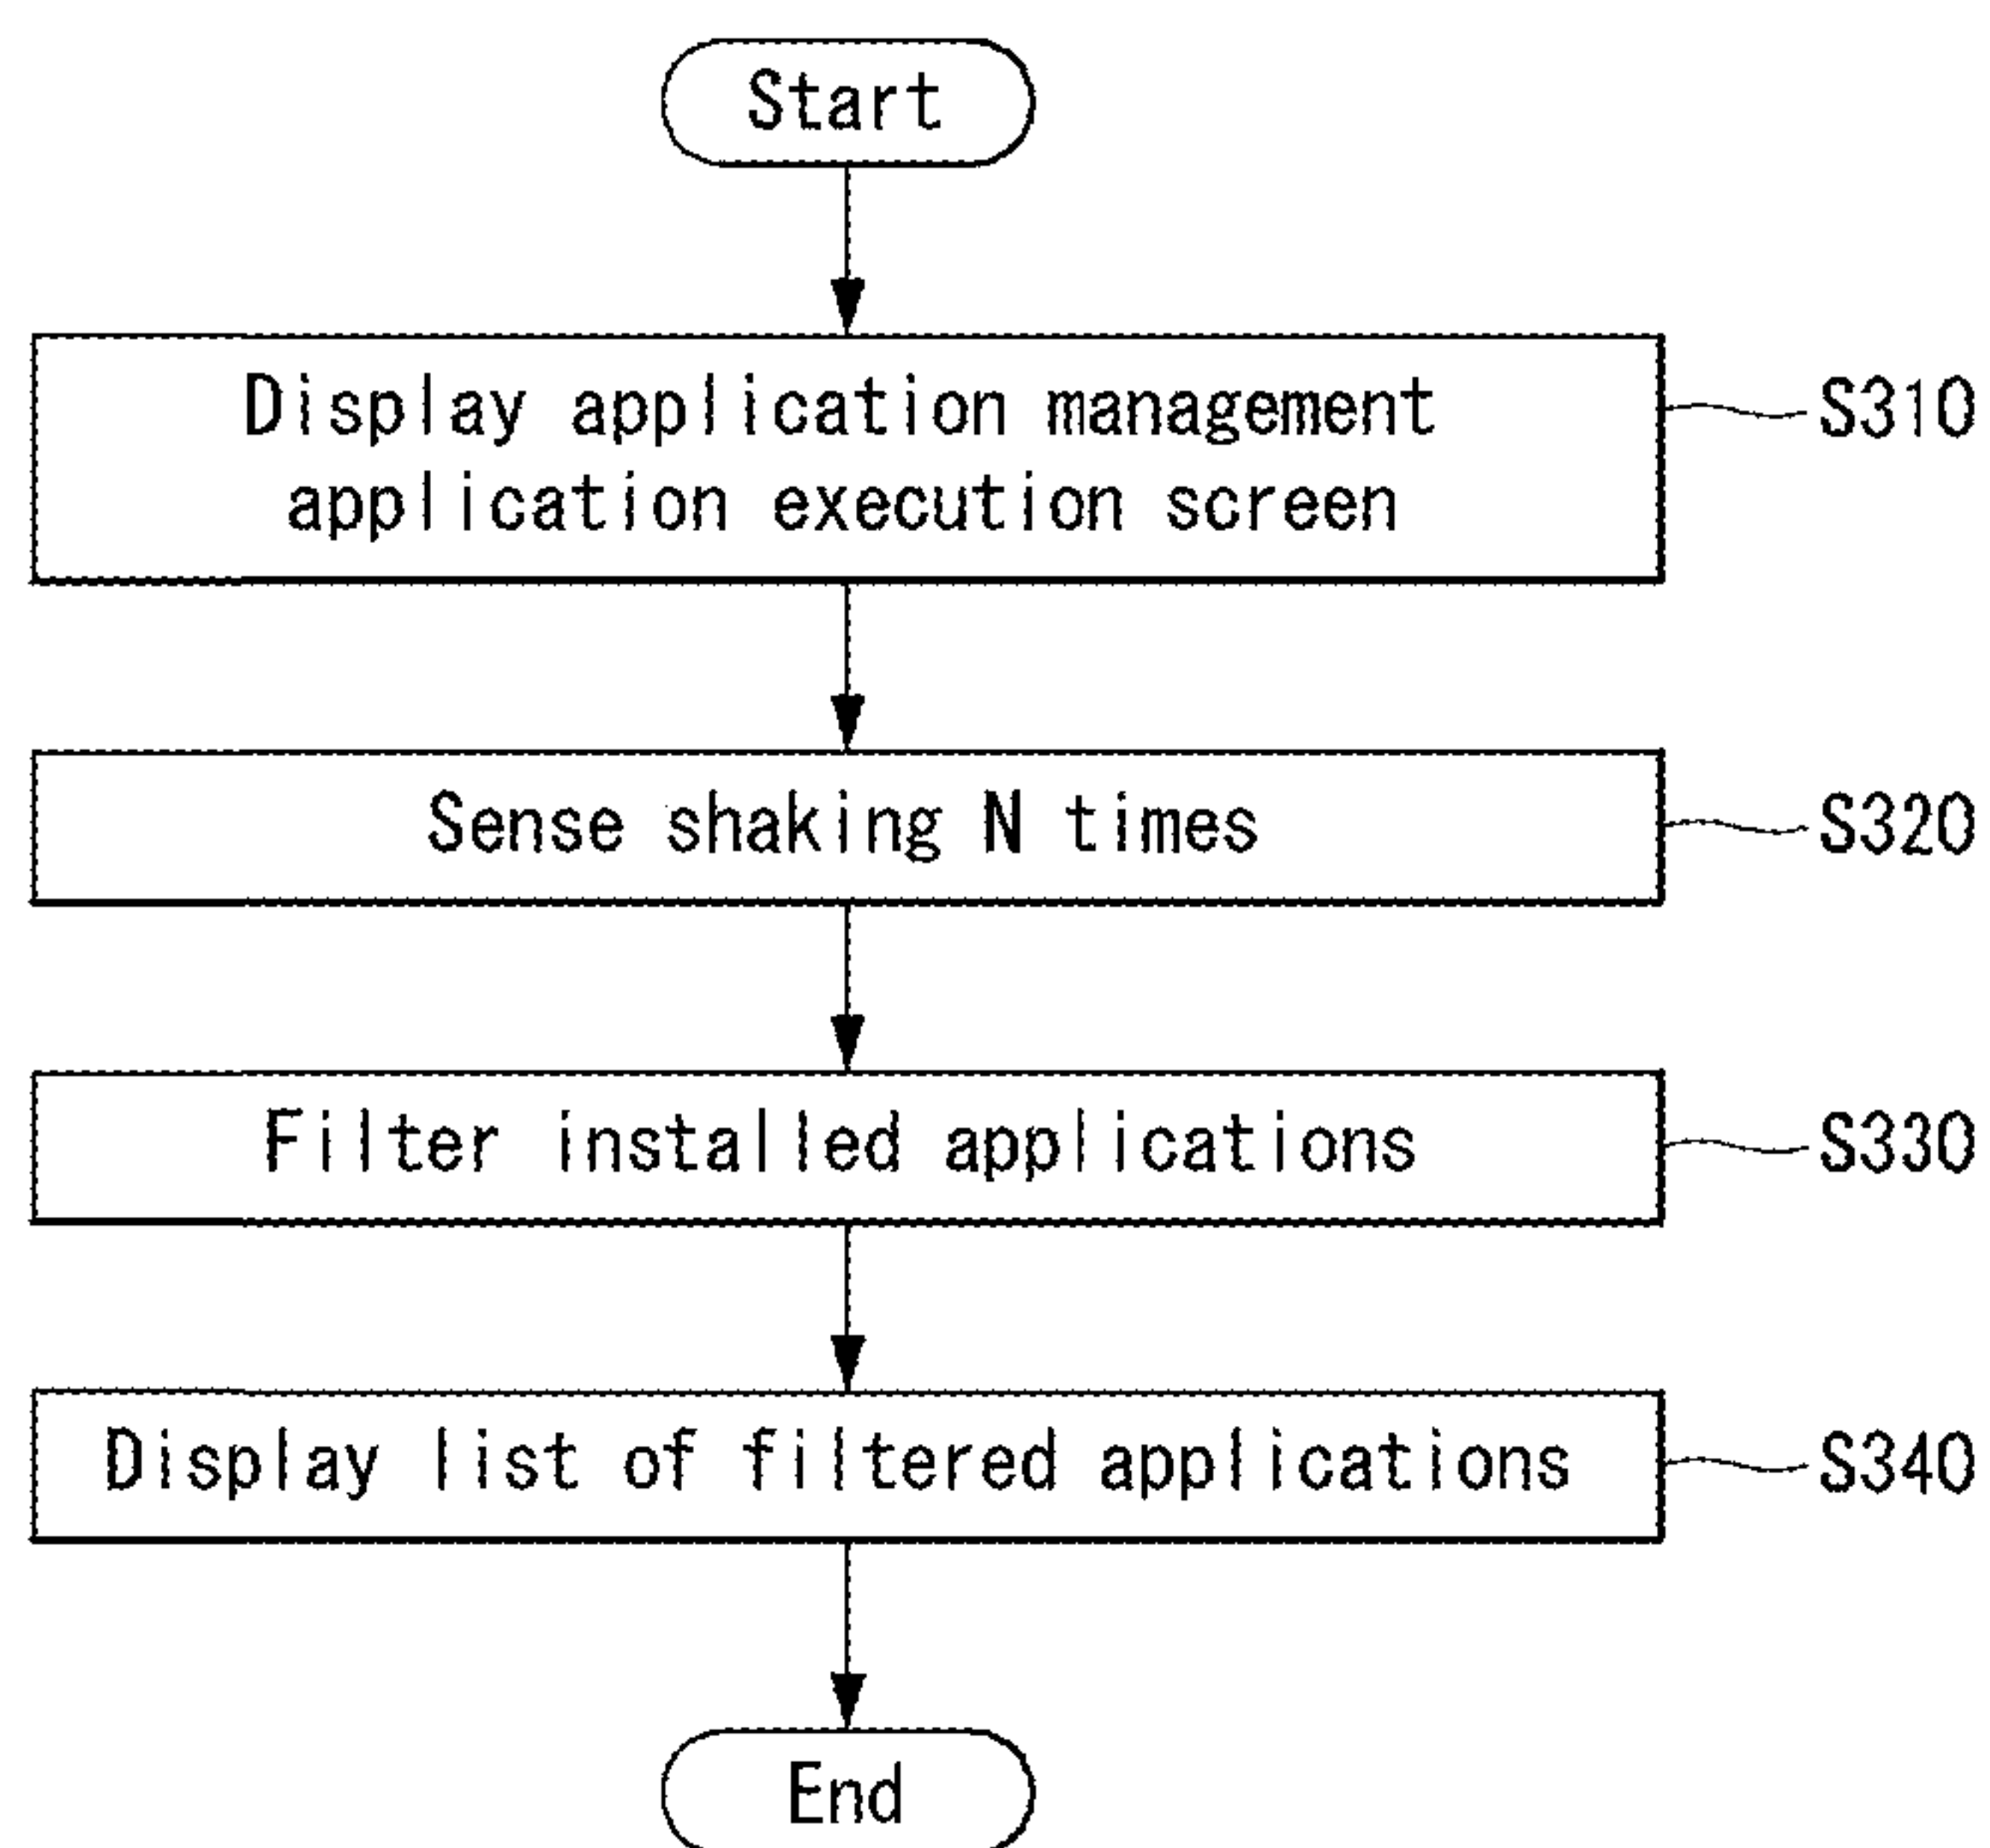 Start
Display application management
application execution screen
S310
Sense shaking N times
S320
Filter installed applications
S330
Display list of filtered applications
S340
End